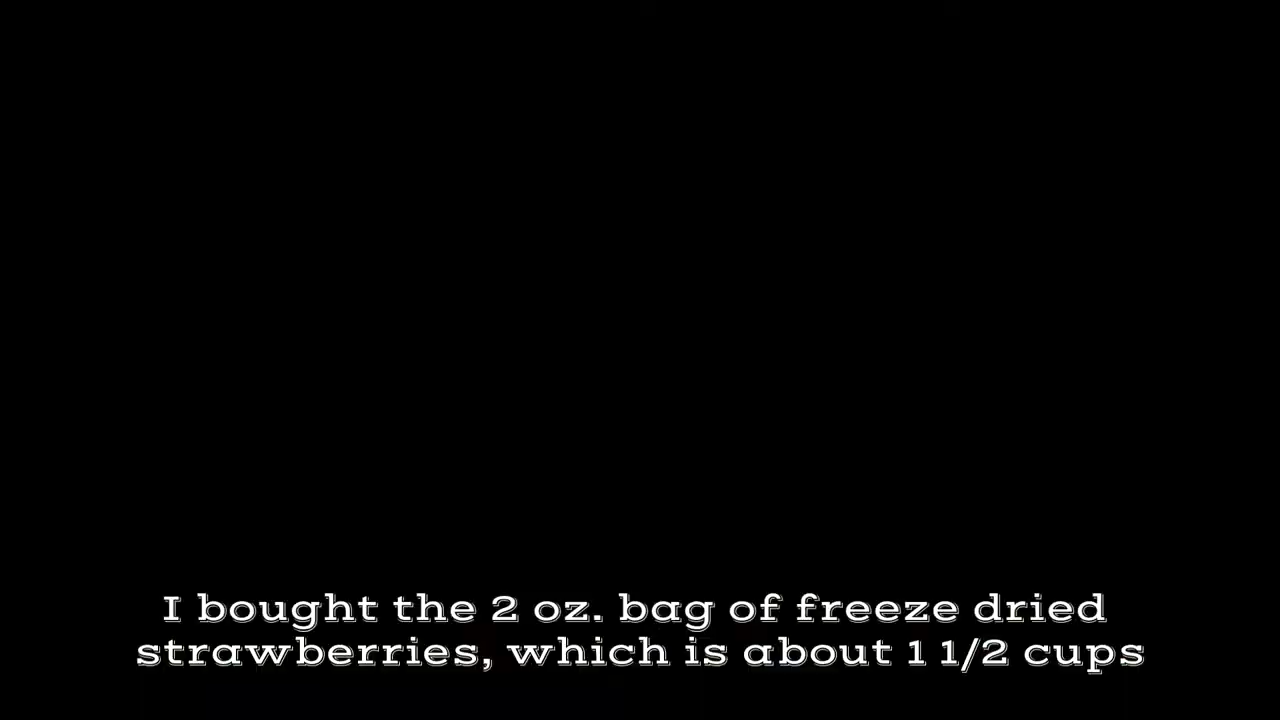 I bought the 2 oz. bag of freeze dried
strawberries, which is about 1 1/2 cups